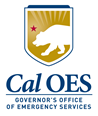 Cal OES
GOVERNOR'S OFFICE
OF EMERGENCY SERVICES